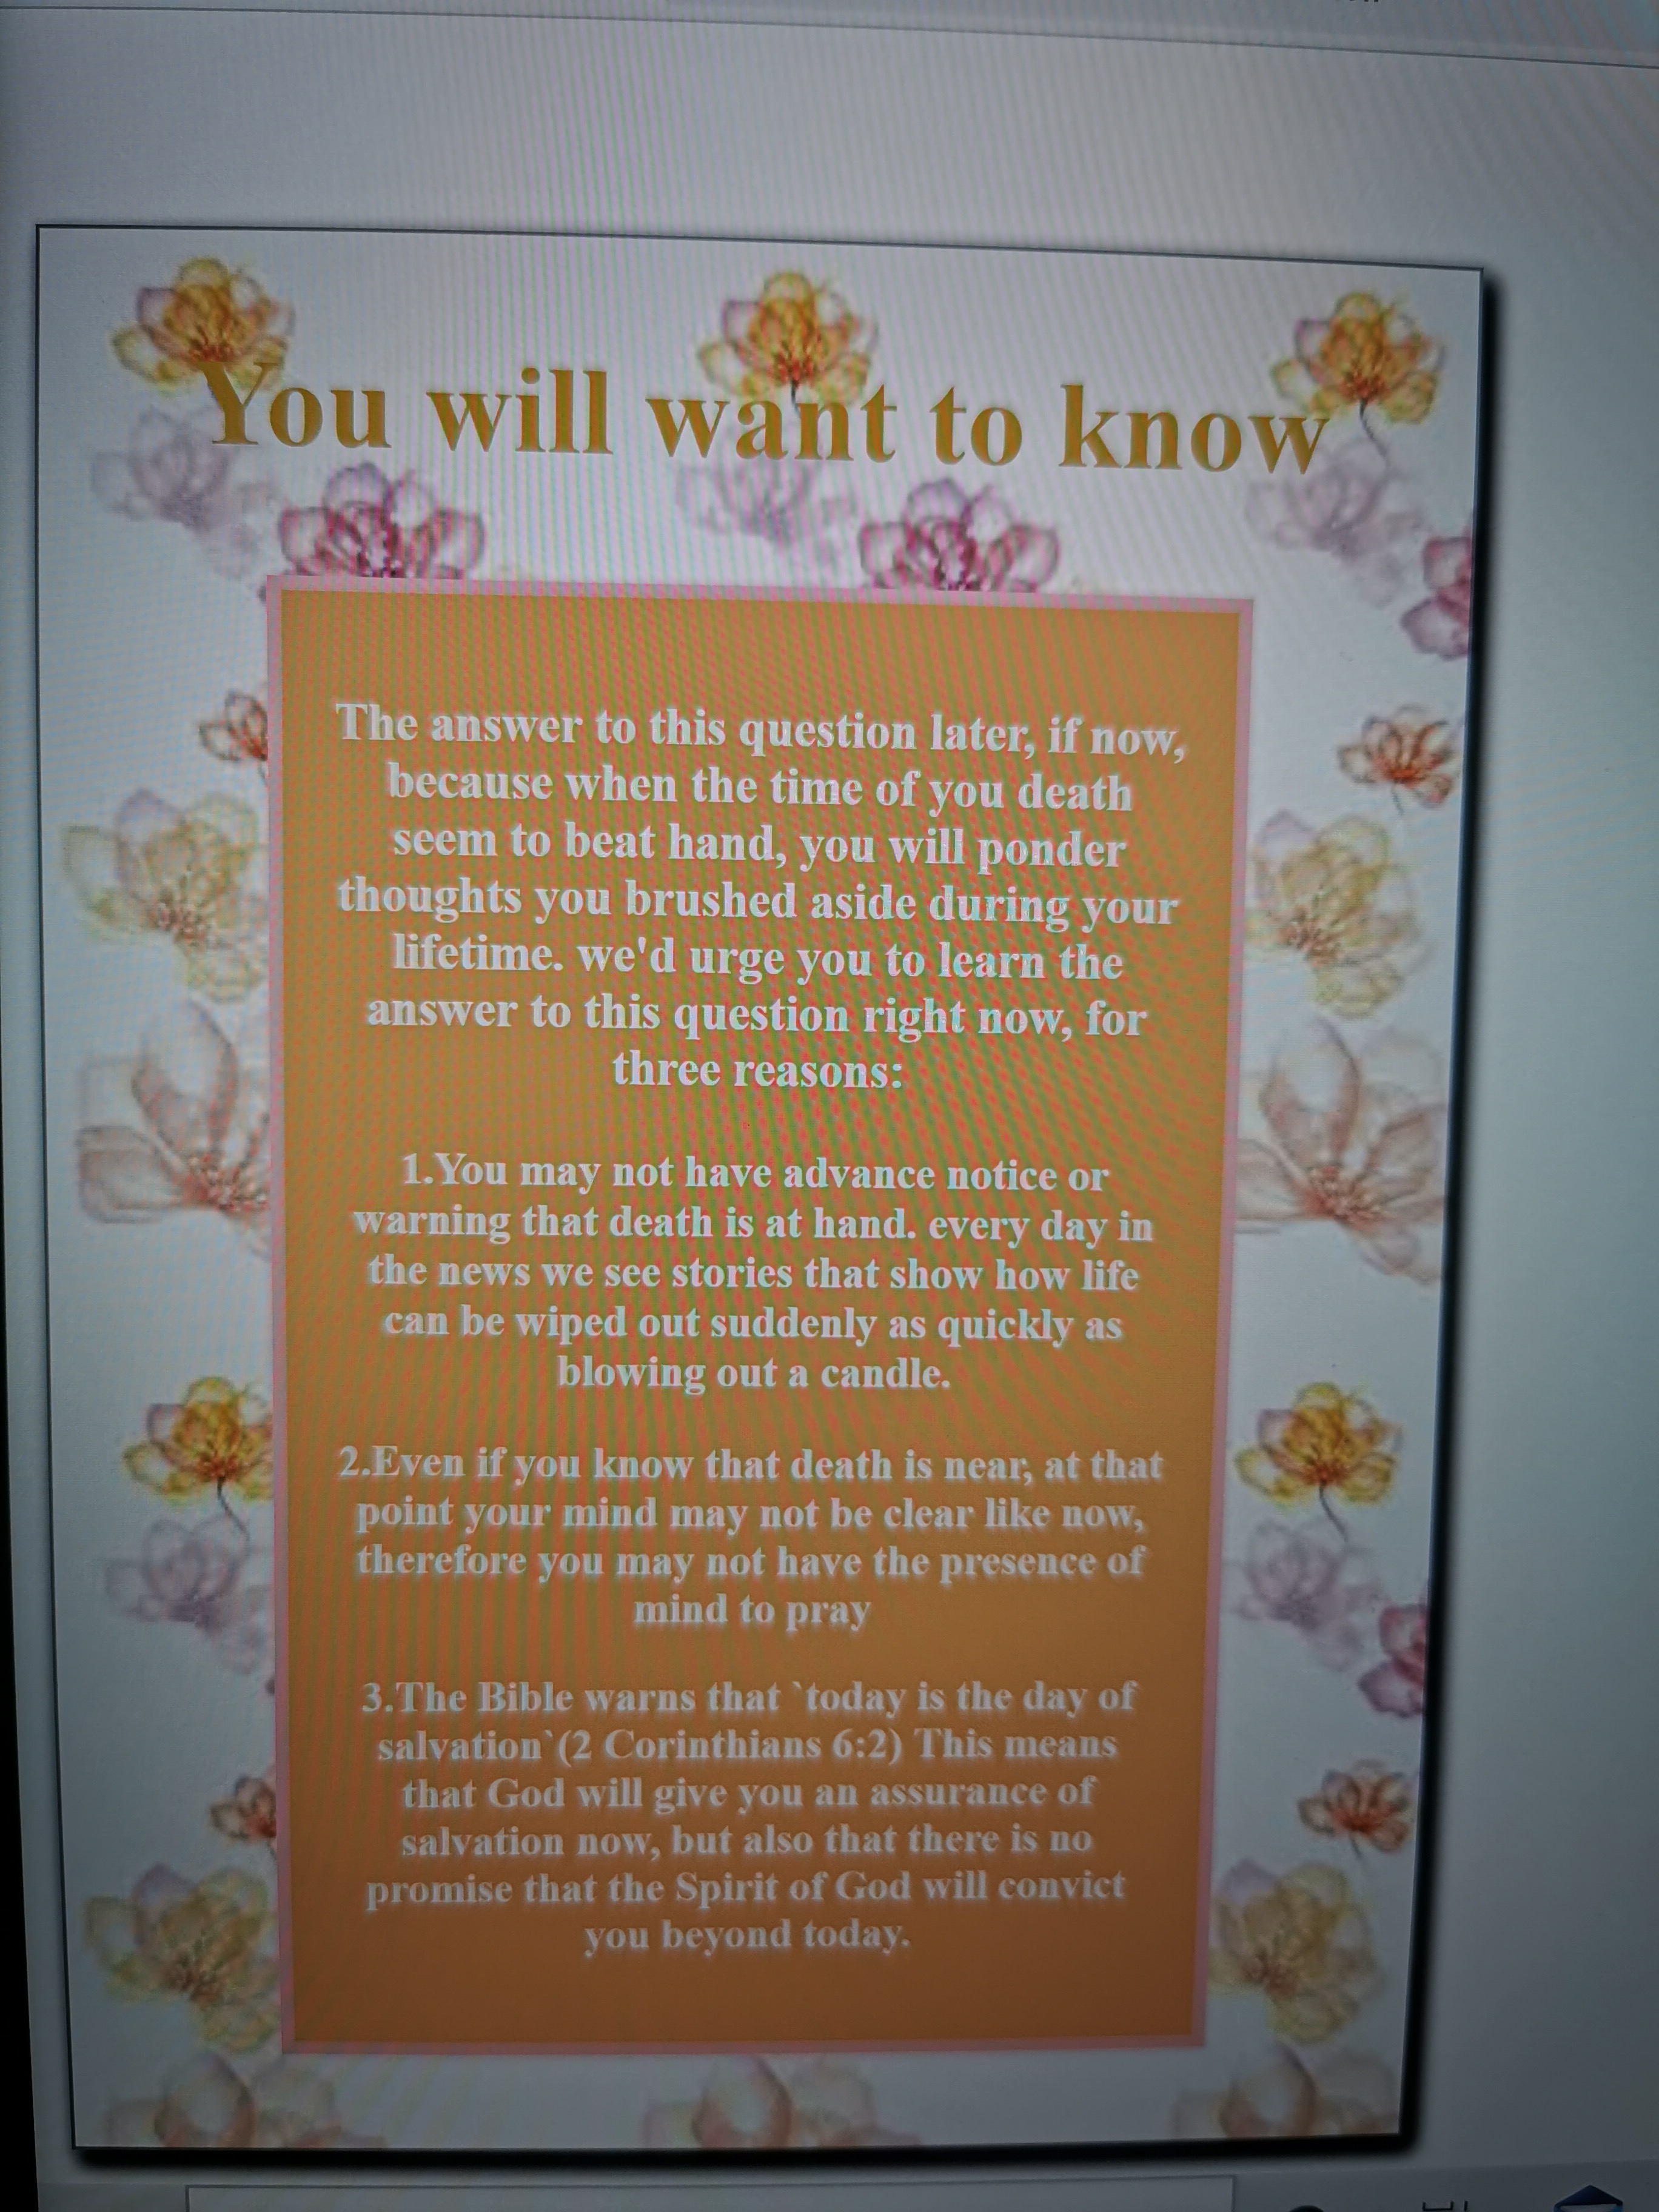 You will want to know
The answer to this question later, if now,
because when the time of you death
seem to beat hand, you will ponder
thoughts you brushed aside during your
lifetime. we'd urge you to learn the
answer to this question right now, for
three reasons:
1.You may not have advance notice or
warning that death is at hand. every day in
the news we see stories that show how life
can be wiped out suddenly as quickly as
blowing out a candle.
2.Even if you know that death is near, at that
point your mind may not be clear like now,
therefore you may not have the presence of
mind to pray
3.The Bible warns that `today is the day of
salvation`(2 Corinthians 6:2) This means
that God will give you an assurance of
salvation now, but also that there is no
promise that the Spirit of God will convict
you beyond today.